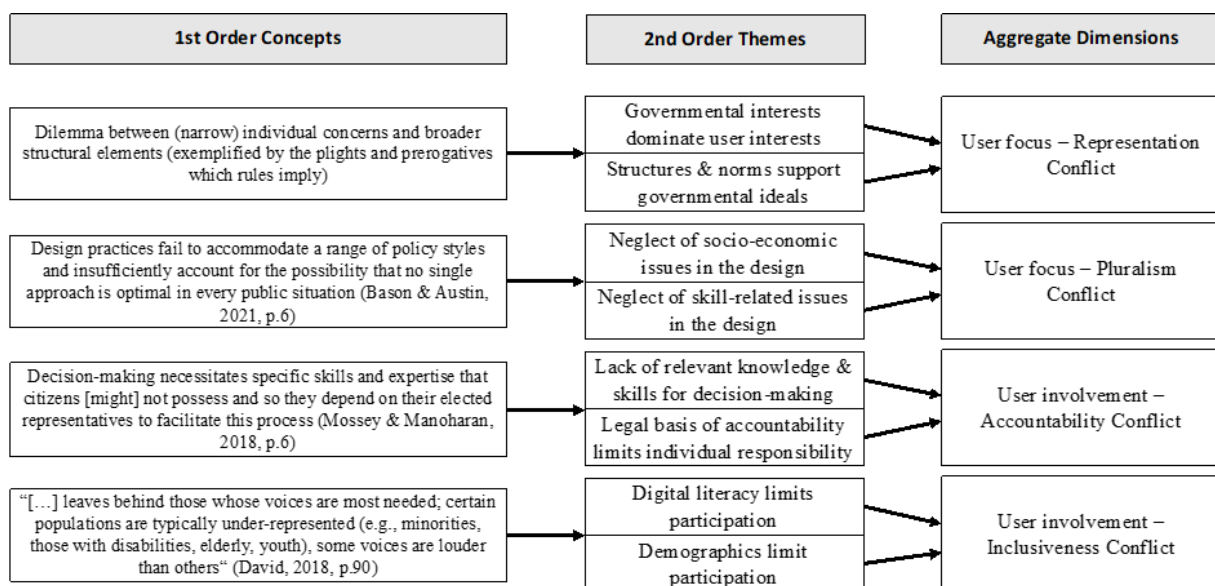 1st Order Concepts
2nd Order Themes
Aggregate Dimensions
Dilemma between (narrow) individual concerns and broader
structural elements (exemplified by the plights and prerogatives
which rules imply)
Governmental interests
dominate user interests
Structures & norms support
governmental ideals
User focus – Representation
Conflict
Design practices fail to accommodate a range of policy styles
and insufficiently account for the possibility that no single
approach is optimal in every public situation (Bason & Austin,
2021, p.6)
Neglect of socio-economic
issues in the design
Neglect of skill-related issues
in the design
User focus – Pluralism
Conflict
Decision-making necessitates specific skills and expertise that
citizens [might] not possess and so they depend on their elected
representatives to facilitate this process (Mossey & Manoharan,
2018, p.6)
Lack of relevant knowledge &
skills for decision-making
Legal basis of accountability
limits individual responsibility
User involvement –
Accountability Conflict
“[…] leaves behind those whose voices are most needed; certain
populations are typically under-represented (e.g., minorities,
those with disabilities, elderly, youth), some voices are louder
than others“ (David, 2018, p.90)
Digital literacy limits
participation
Demographics limit
participation
User involvement –
Inclusiveness Conflict